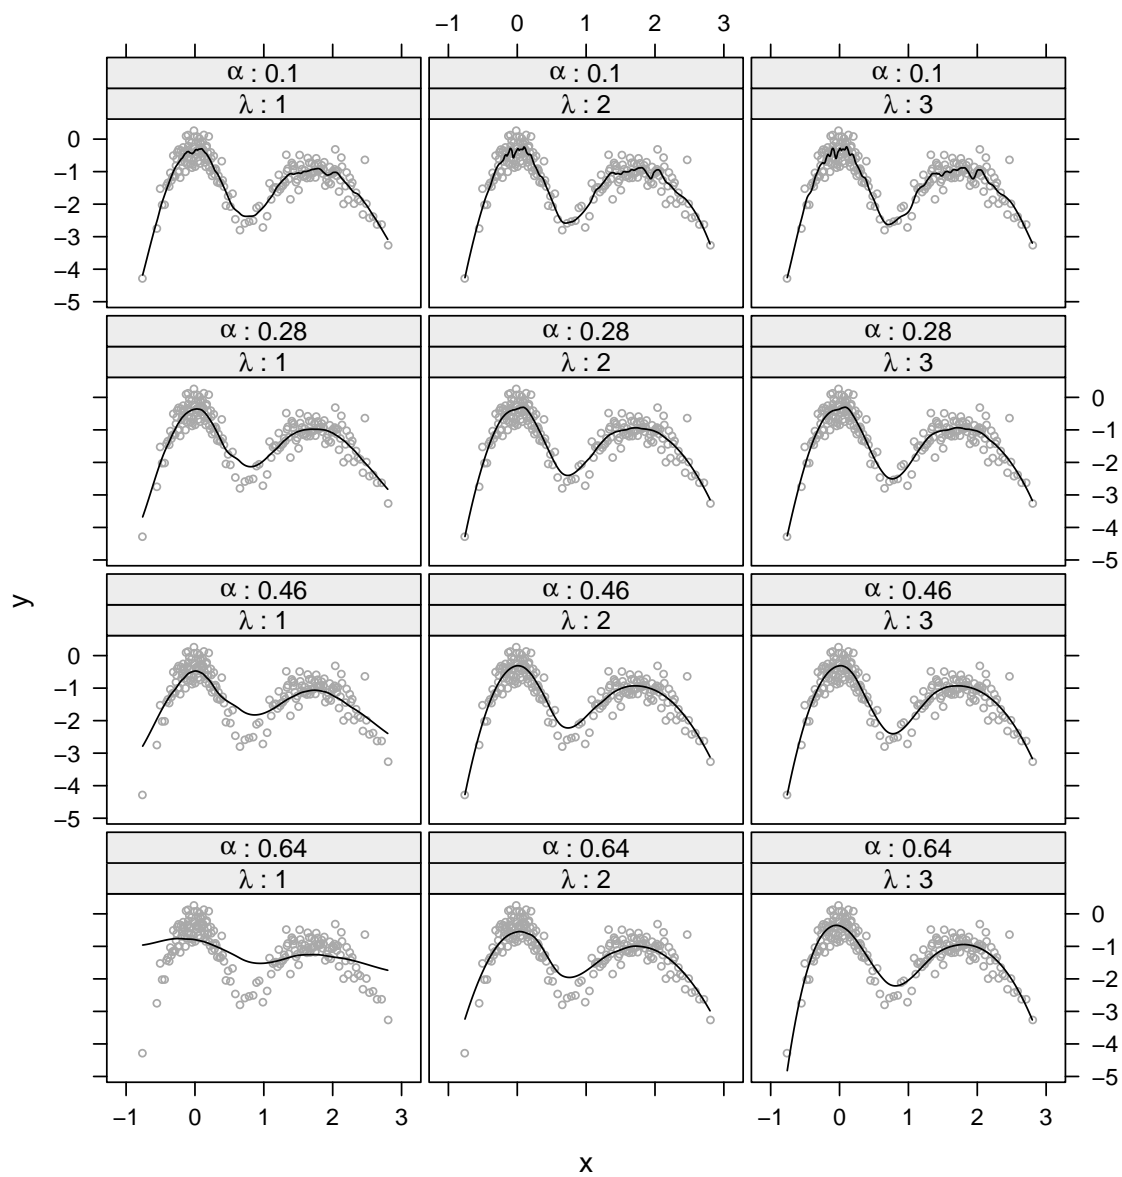 −1 0 1 2 3
α : 0.1 α : 0.1 α : 0.1
λ : 1 λ : 2 λ : 3
0
−1
−2
−3
−4
−5
α : 0.28 α : 0.28 α : 0.28
λ : 1 λ : 2 λ : 3
0
−1
−2
−3
−4
−5
y
α : 0.46 α : 0.46 α : 0.46
λ : 1 λ : 2 λ : 3
0
−1
−2
−3
−4
−5
α : 0.64 α : 0.64 α : 0.64
λ : 1 λ : 2 λ : 3
0
−1
−2
−3
−4
−5
−1 0 1 2 3 −1 0 1 2 3
x